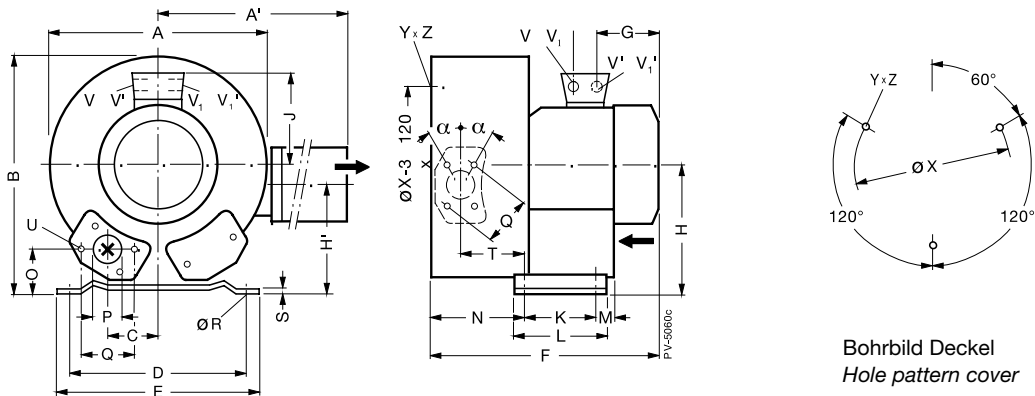 A'
A
B
V V' V₁ V₁'
J
U
O
H'
P
C
ØR
S
Q
D
E
Y x Z
V V₁
G
V' V₁'
ØX-3 x 120
α α
Q
T
H
N K M
L
F
PV-5060c
Y x Z
60°
ØX
120° 120°
Bohrbild Deckel
Hole pattern cover